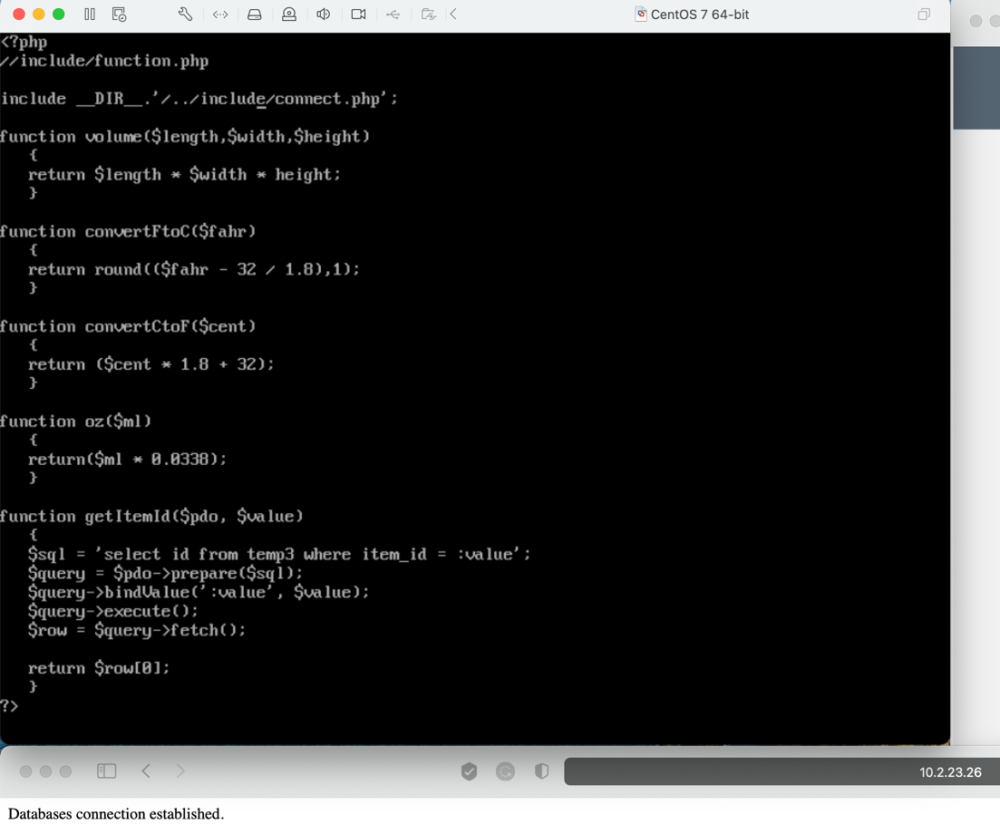 CentOS 7 64-bit
<?php
//include/function.php
include __DIR__.'/../include/connect.php';
function volume($length,$width,$height)
{
return $length * $width * height;
}
function convertFtoC($fahr)
{
return round(($fahr - 32 / 1.8),1);
}
function convertCtoF($cent)
{
return ($cent * 1.8 + 32);
}
function oz($ml)
{
return($ml * 0.0338);
}
function getItemId($pdo, $value)
{
$sql = 'select id from temp3 where item_id = :value';
$query = $pdo->prepare($sql);
$query->bindValue(':value', $value);
$query->execute();
$row = $query->fetch();
return $row[0];
}
?>
10.2.23.26
Databases connection established.